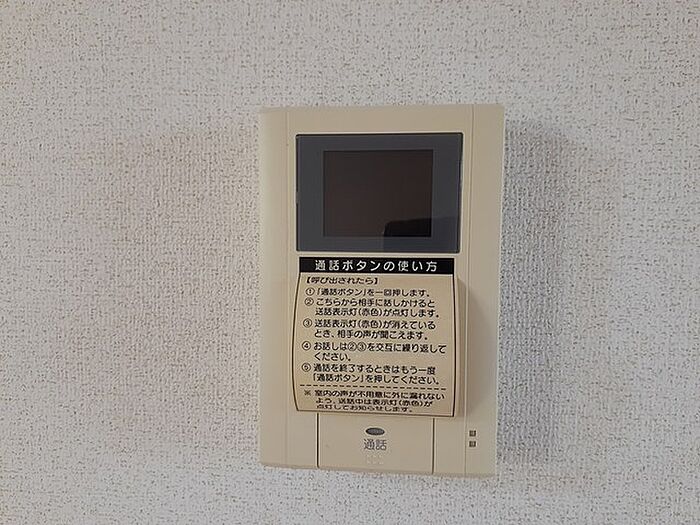 通話ボタンの使い方
【呼び出されたら】
①「通話ボタン」を一回押します。
②こちらから相手に話しかけると
送話表示灯(赤色)が点灯します。
③送話表示灯(赤色)が消えている
とき、相手の声が聞こえます。
④お話しは②③を交互に繰り返して
ください。
⑤通話を終了するときはもう一度
「通話ボタン」を押してください。
※室内の声が不用意に外に漏れない
よう、送話中は表示灯(赤色)が
点灯してお知らせします。
通話